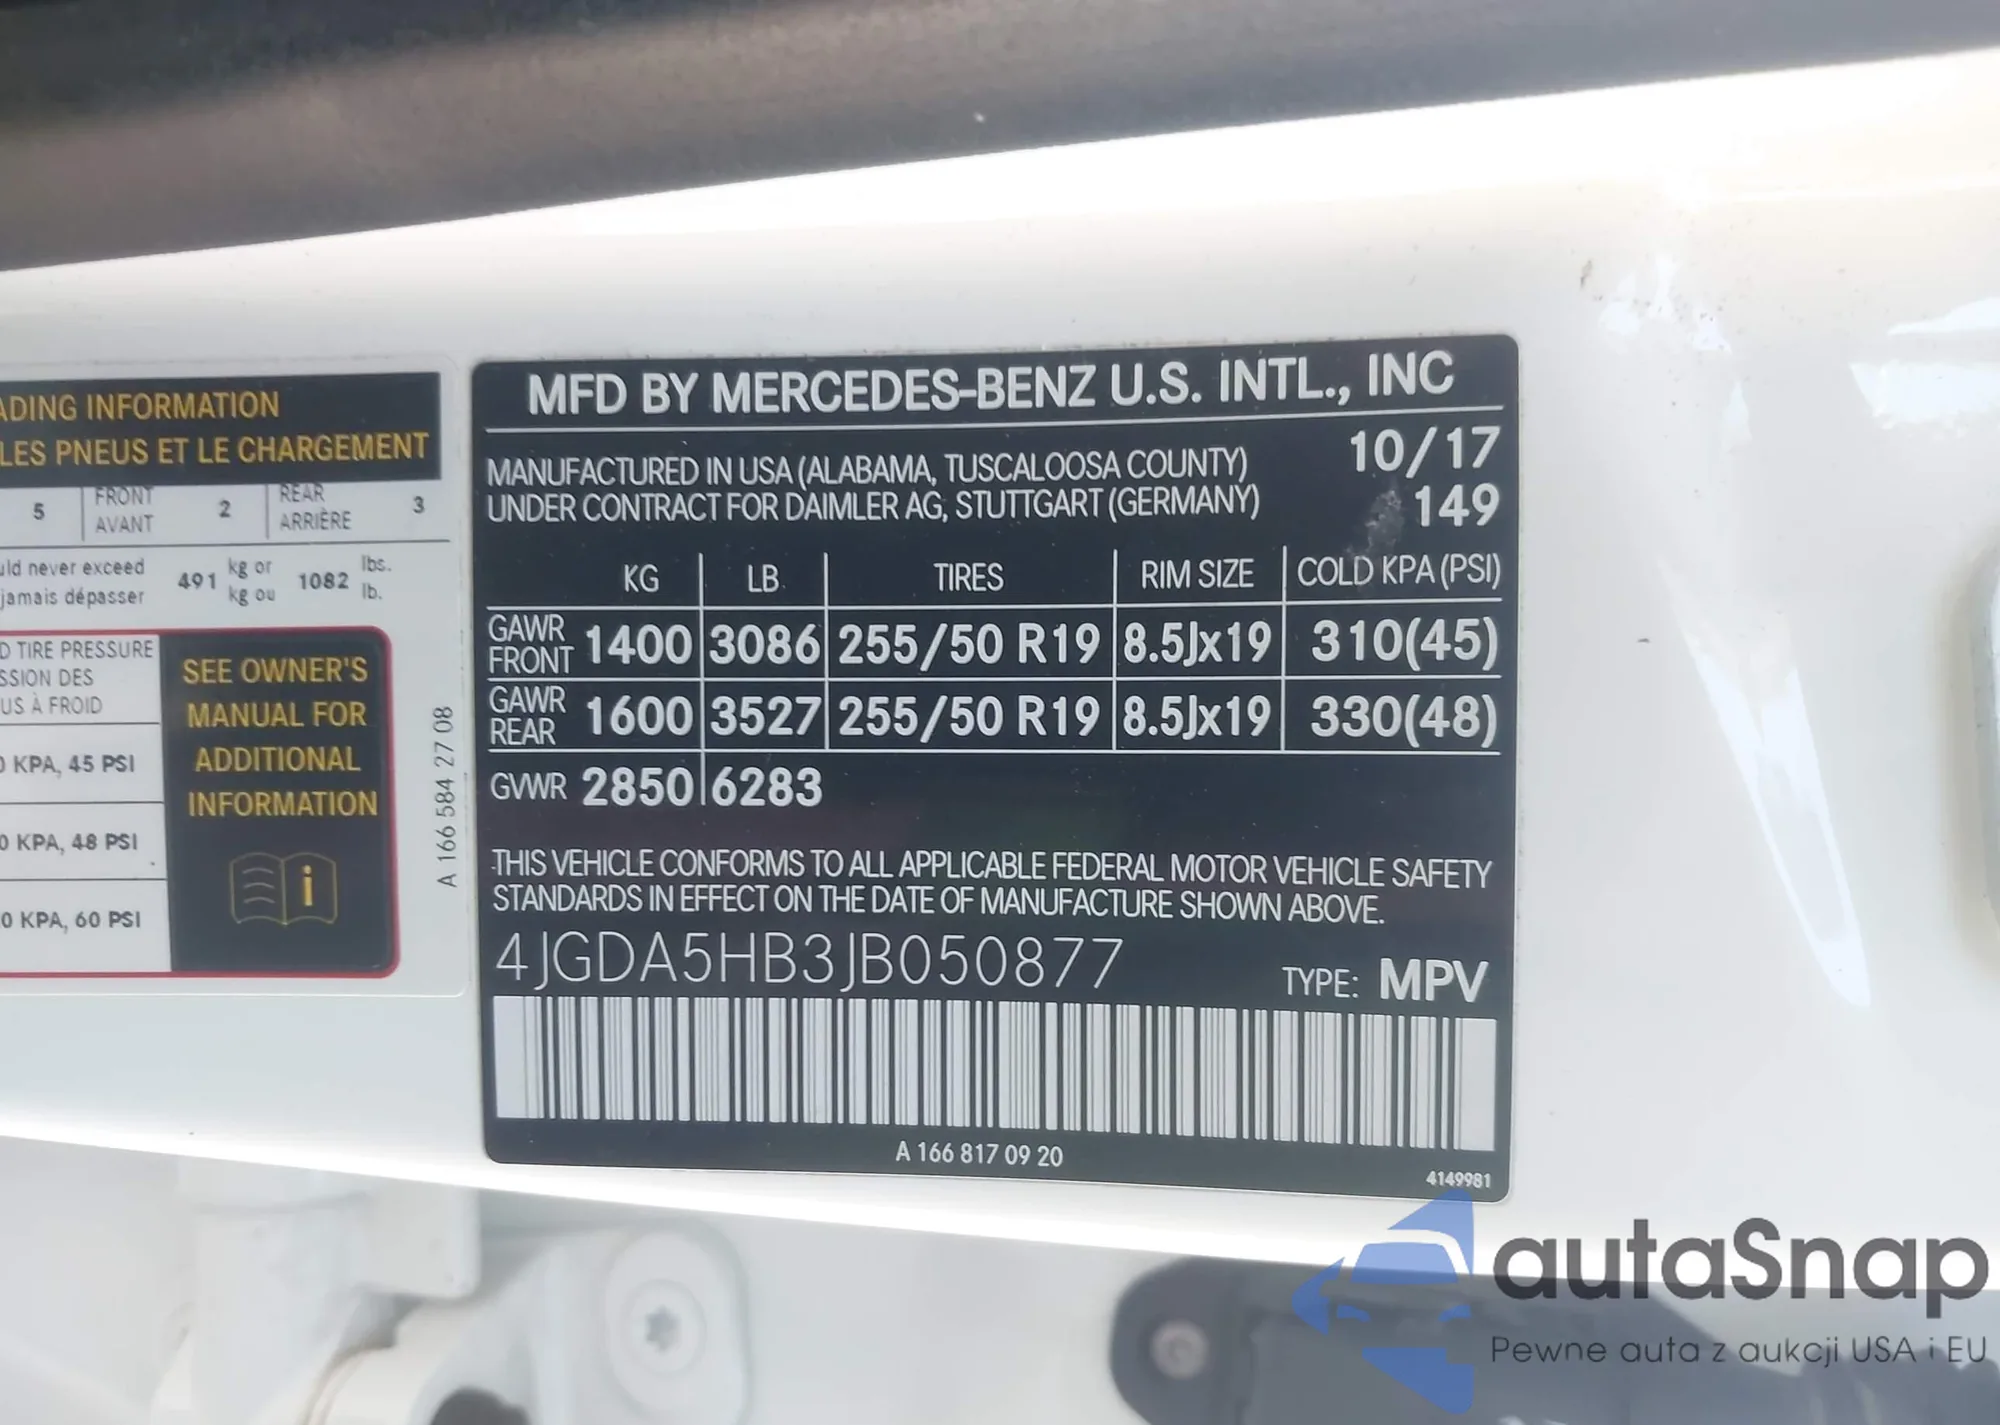 ADING INFORMATION
LES PNEUS ET LE CHARGEMENT
5 FRONT AVANT 2 REAR ARRIÈRE 3
uld never exceed
jamais dépasser
491 kg or kg ou 1082 lbs. lb.
D TIRE PRESSURE
SSION DES
US À FROID
0 KPA, 45 PSI
0 KPA, 48 PSI
0 KPA, 60 PSI
SEE OWNER'S
MANUAL FOR
ADDITIONAL
INFORMATION
i
A 166 584 27 08
MFD BY MERCEDES-BENZ U.S. INTL., INC
MANUFACTURED IN USA (ALABAMA, TUSCALOOSA COUNTY) 10/17
UNDER CONTRACT FOR DAIMLER AG, STUTTGART (GERMANY) 149
KG LB TIRES RIM SIZE COLD KPA (PSI)
GAWR FRONT 1400 3086 255/50 R19 8.5Jx19 310(45)
GAWR REAR 1600 3527 255/50 R19 8.5Jx19 330(48)
GVWR 2850 6283
THIS VEHICLE CONFORMS TO ALL APPLICABLE FEDERAL MOTOR VEHICLE SAFETY
STANDARDS IN EFFECT ON THE DATE OF MANUFACTURE SHOWN ABOVE.
4JGDA5HB3JB050877 TYPE: MPV
A 166 817 09 20
4149981
autaSnap
Pewne auta z aukcji USA i EU